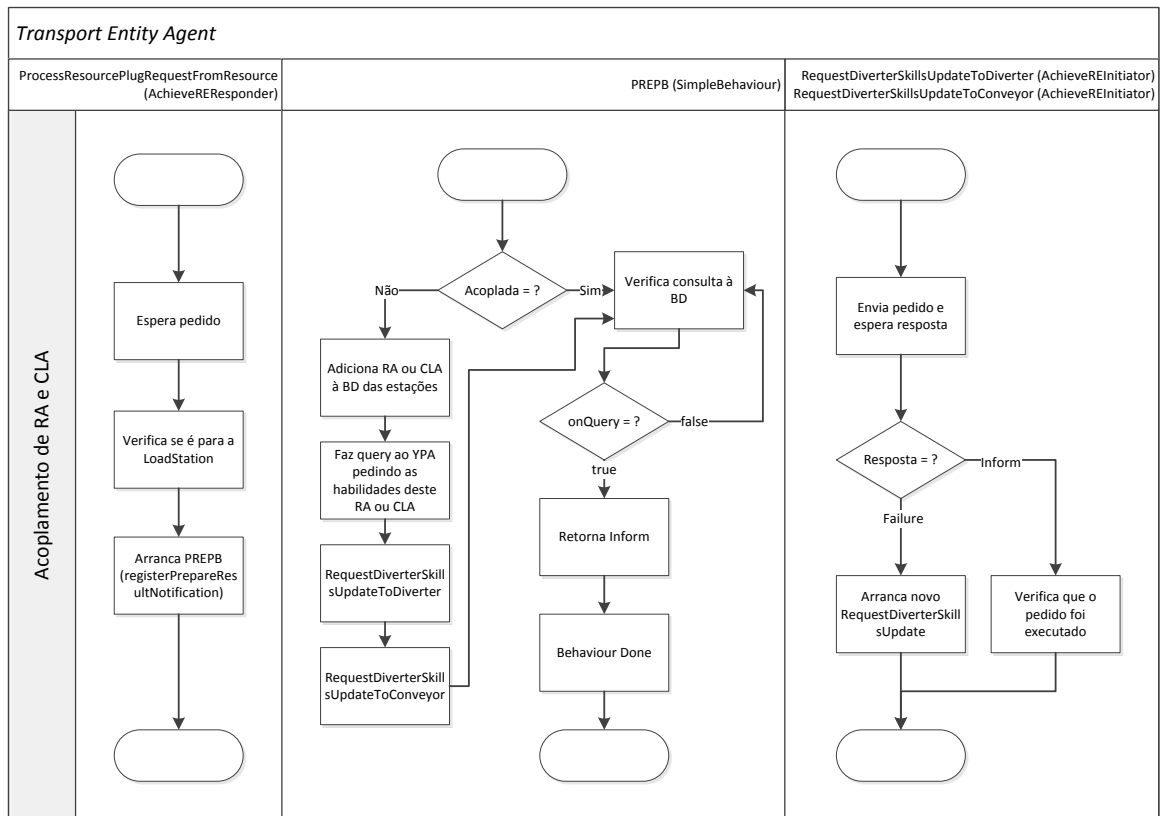 Transport Entity Agent
ProcessResourcePlugRequestFromResource
(AchieveREResponder)
PREPB (SimpleBehaviour)
RequestDiverterSkillsUpdateToDiverter (AchieveREInitiator)
RequestDiverterSkillsUpdateToConveyor (AchieveREInitiator)
Acoplamento de RA e CLA
Espera pedido
Verifica se é para a
LoadStation
Arranca PREPB
(registerPrepareRes
ultNotification)
Acoplada = ?
Não
Sim
Adiciona RA ou CLA
à BD das estações
Faz query ao YPA
pedindo as
habilidades deste
RA ou CLA
RequestDiverterSkill
sUpdateToDiverter
RequestDiverterSkill
sUpdateToConveyor
Verifica consulta à
BD
onQuery = ?
false
true
Retorna Inform
Behaviour Done
Envia pedido e
espera resposta
Resposta = ?
Inform
Failure
Arranca novo
RequestDiverterSkill
sUpdate
Verifica que o
pedido foi
executado